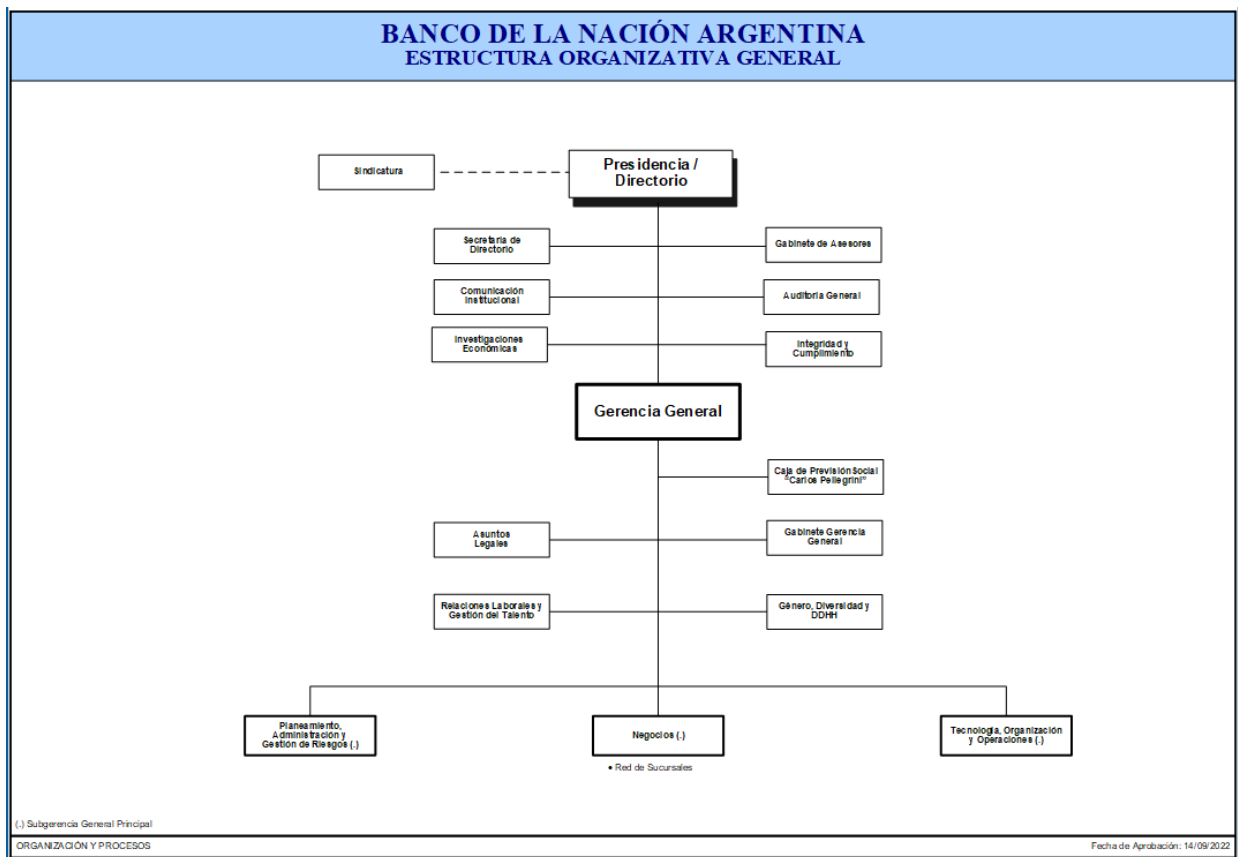 BANCO DE LA NACIÓN ARGENTINA
ESTRUCTURA ORGANIZATIVA GENERAL
Sindicatura
Presidencia /
Directorio
Secretaría de
Directorio
Gabinete de Asesores
Comunicación
Institucional
Auditoría General
Investigaciones
Económicas
Integridad y
Cumplimiento
Gerencia General
Caja de Previsión Social
"Carlos Pellegrini"
Asuntos
Legales
Gabinete Gerencia
General
Relaciones Laborales y
Gestión del Talento
Género, Diversidad y
DDHH
Planeamiento,
Administración y
Gestión de Riesgos (.)
Negocios (.)
Tecnología, Organización
y Operaciones (.)
• Red de Sucursales
(.) Subgerencia General Principal
ORGANIZACIÓN Y PROCESOS
Fecha de Aprobación: 14/09/2022